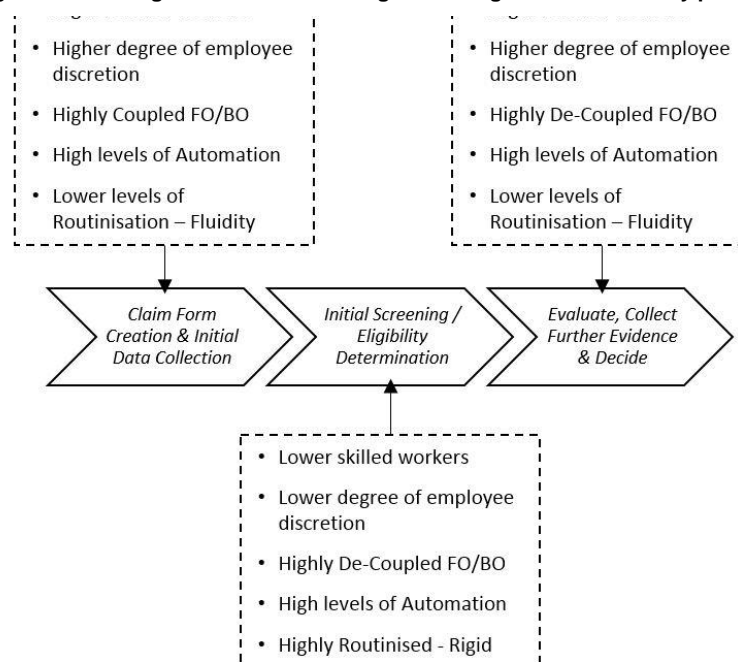 • Higher degree of employee
discretion
• Highly Coupled FO/BO
• High levels of Automation
• Lower levels of
Routinisation – Fluidity
• Higher degree of employee
discretion
• Highly De-Coupled FO/BO
• High levels of Automation
• Lower levels of
Routinisation – Fluidity
Claim Form
Creation & Initial
Data Collection
Initial Screening /
Eligibility
Determination
Evaluate, Collect
Further Evidence
& Decide
• Lower skilled workers
• Lower degree of employee
discretion
• Highly De-Coupled FO/BO
• High levels of Automation
• Highly Routinised - Rigid